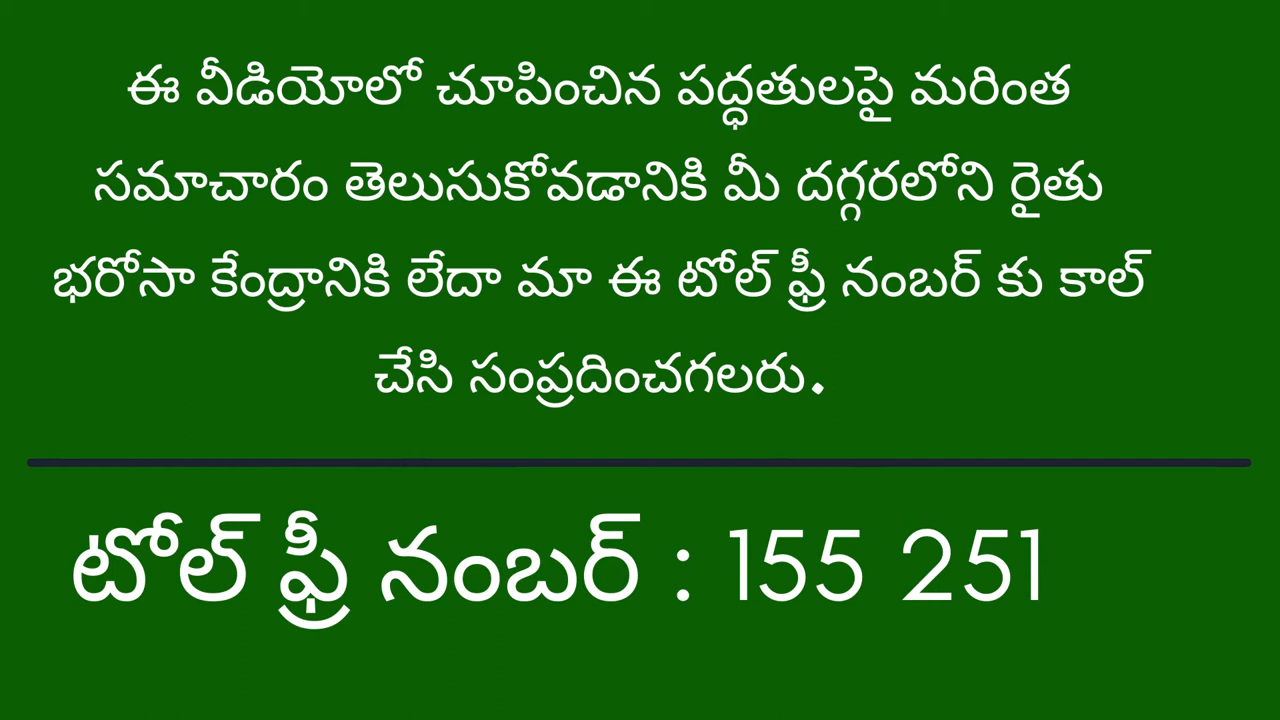 ఈ వీడియోలో చూపించిన పద్ధతులపై మరింత
సమాచారం తెలుసుకోవడానికి మీ దగ్గరలోని రైతు
భరోసా కేంద్రానికి లేదా మా ఈ టోల్ ఫ్రీ నంబర్ కు కాల్
చేసి సంప్రదించగలరు.
టోల్ ఫ్రీ నంబర్ : 155 251